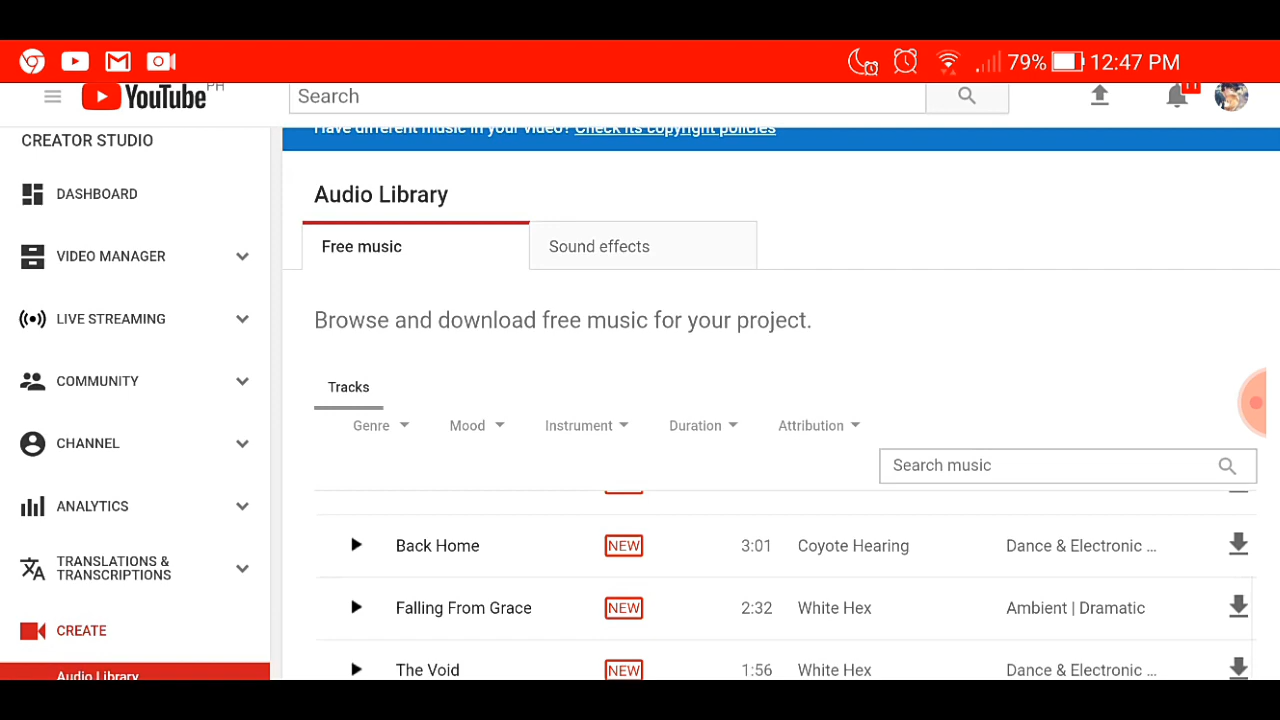 79% 12:47 PM
YouTube PH
Search
11
Have different music in your video? Check its copyright policies
CREATOR STUDIO
DASHBOARD
VIDEO MANAGER
LIVE STREAMING
COMMUNITY
CHANNEL
ANALYTICS
TRANSLATIONS &
TRANSCRIPTIONS
CREATE
Audio Library
Audio Library
Free music
Sound effects
Browse and download free music for your project.
Tracks
Genre Mood Instrument Duration Attribution
Search music
Back Home NEW 3:01 Coyote Hearing Dance & Electronic ...
Falling From Grace NEW 2:32 White Hex Ambient | Dramatic
The Void NEW 1:56 White Hex Dance & Electronic ...